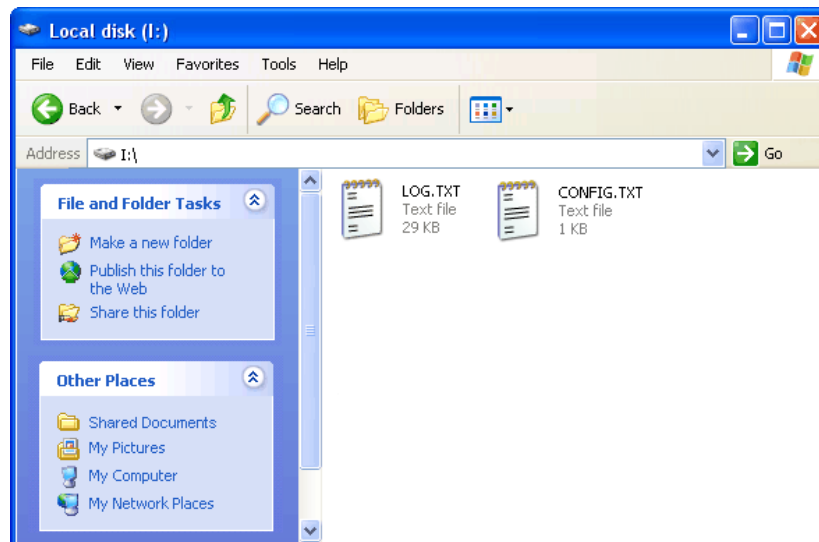 Local disk (I:)
File Edit View Favorites Tools Help
Back Search Folders
Address I:\ Go
File and Folder Tasks
Make a new folder
Publish this folder to
the Web
Share this folder
Other Places
Shared Documents
My Pictures
My Computer
My Network Places
LOG.TXT
Text file
29 KB
CONFIG.TXT
Text file
1 KB